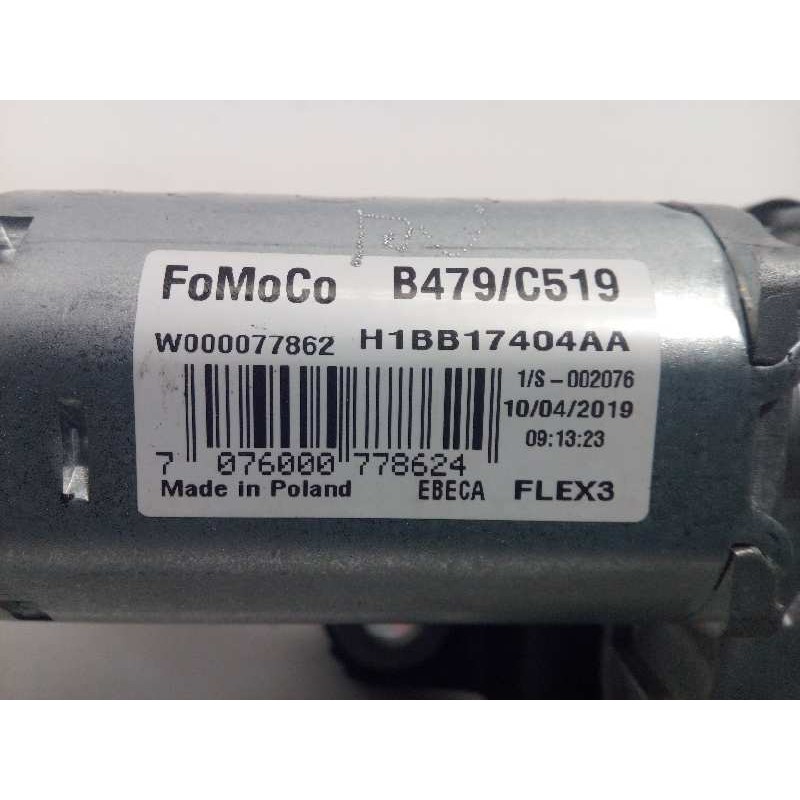 FoMoCo B479/C519
W000077862 H1BB17404AA
1/S-002076
10/04/2019
09:13:23
7 076000 778624
Made in Poland EBECA FLEX3